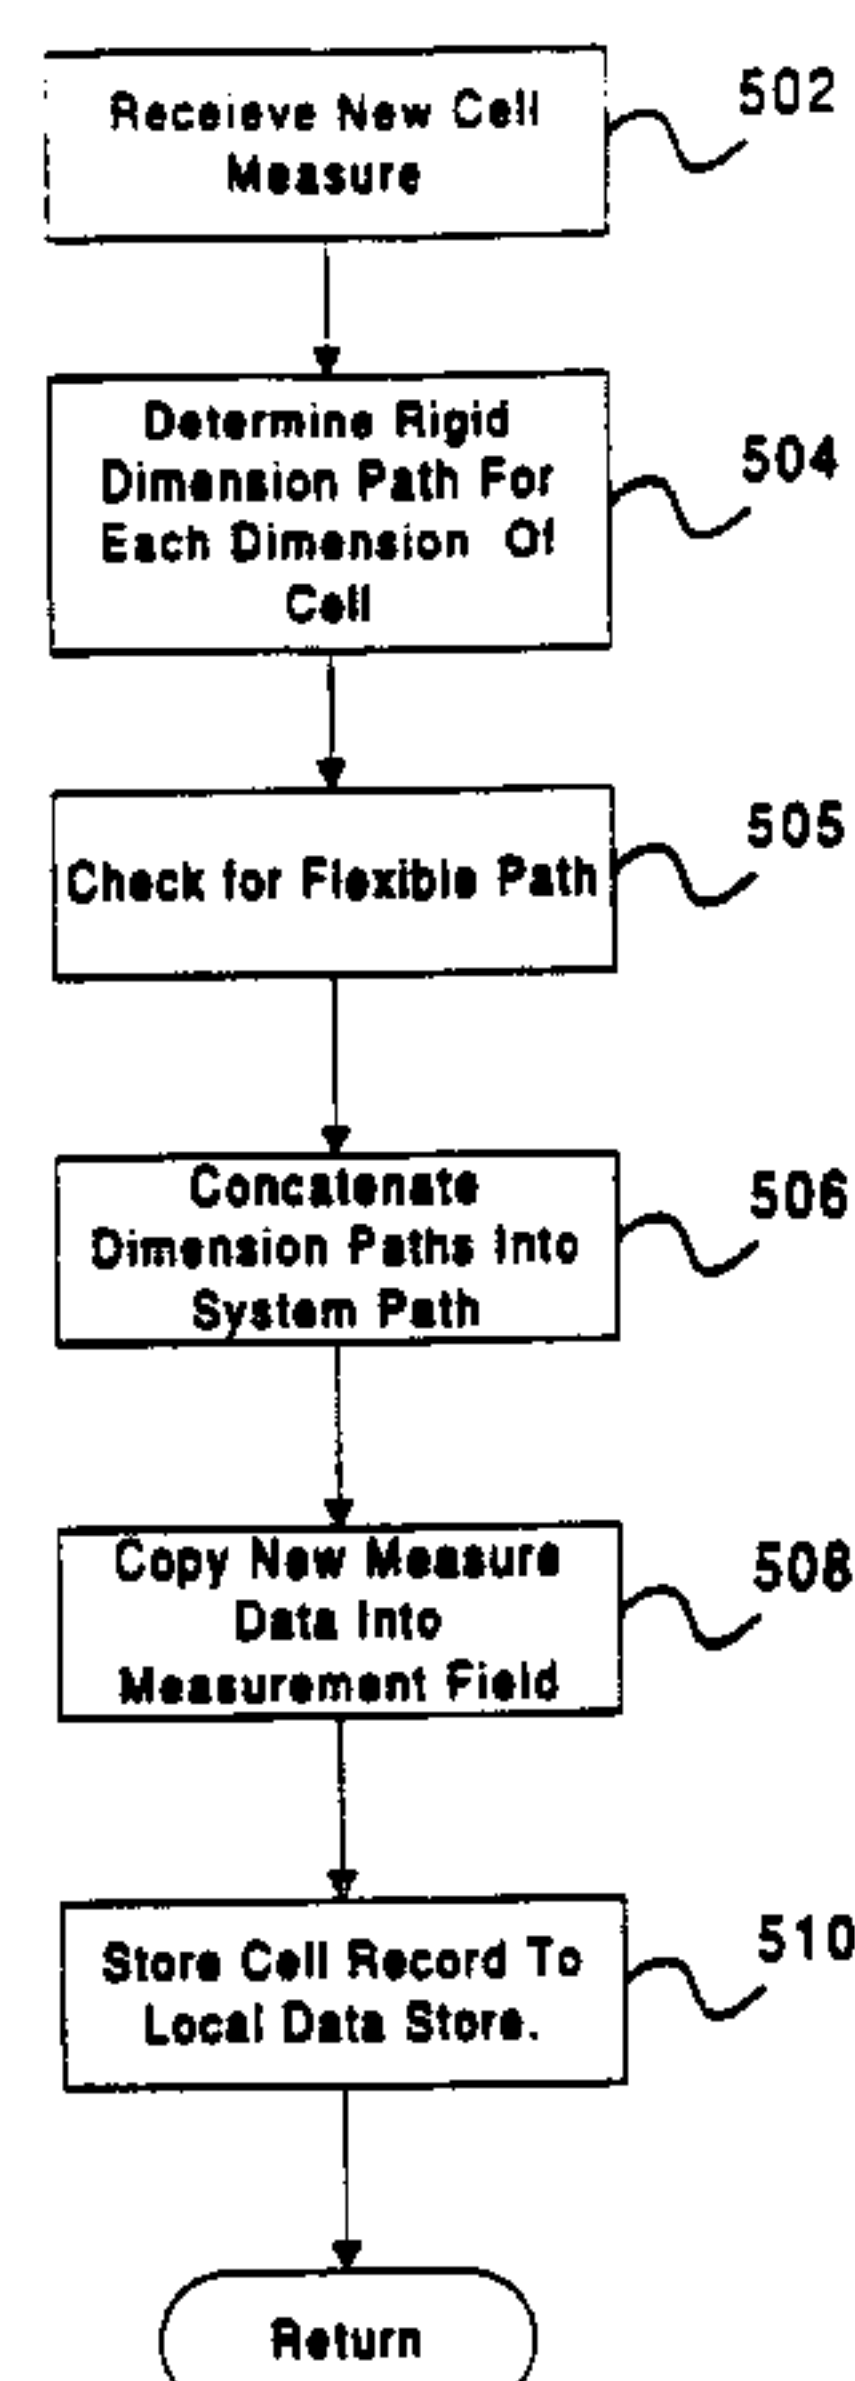 Receieve New Cell
Measure
502
Determine Rigid
Dimension Path For
Each Dimension Of
Cell
504
Check for Flexible Path
505
Concatenate
Dimension Paths Into
System Path
506
Copy New Measure
Data Into
Measurement Field
508
Store Cell Record To
Local Data Store.
510
Return